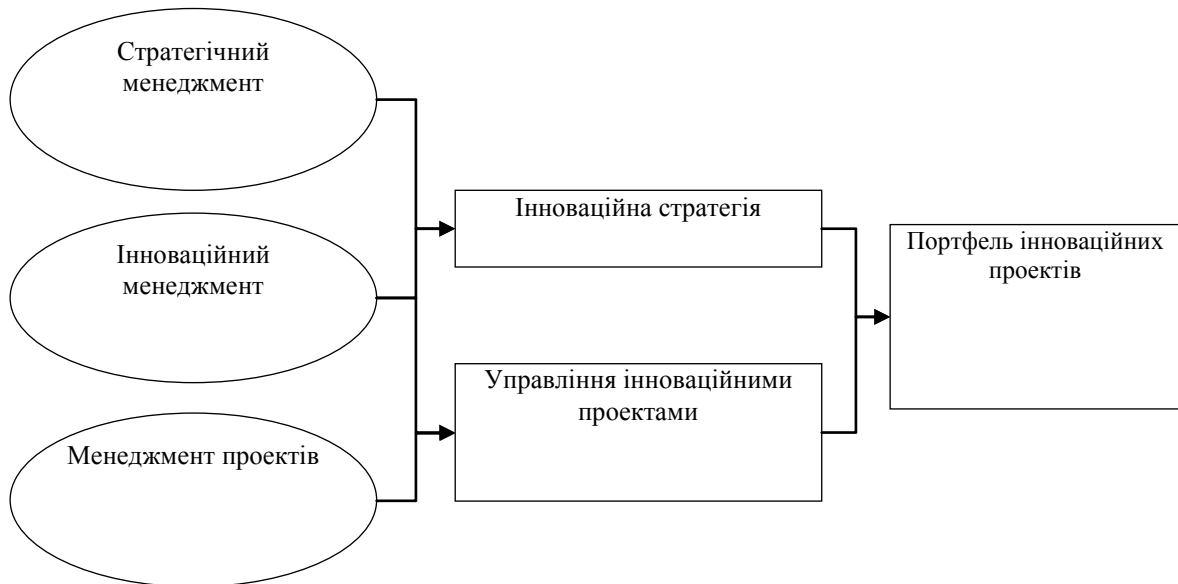 Стратегічний
менеджмент
Інноваційний
менеджмент
Менеджмент проектів
Інноваційна стратегія
Управління інноваційними
проектами
Портфель інноваційних
проектів